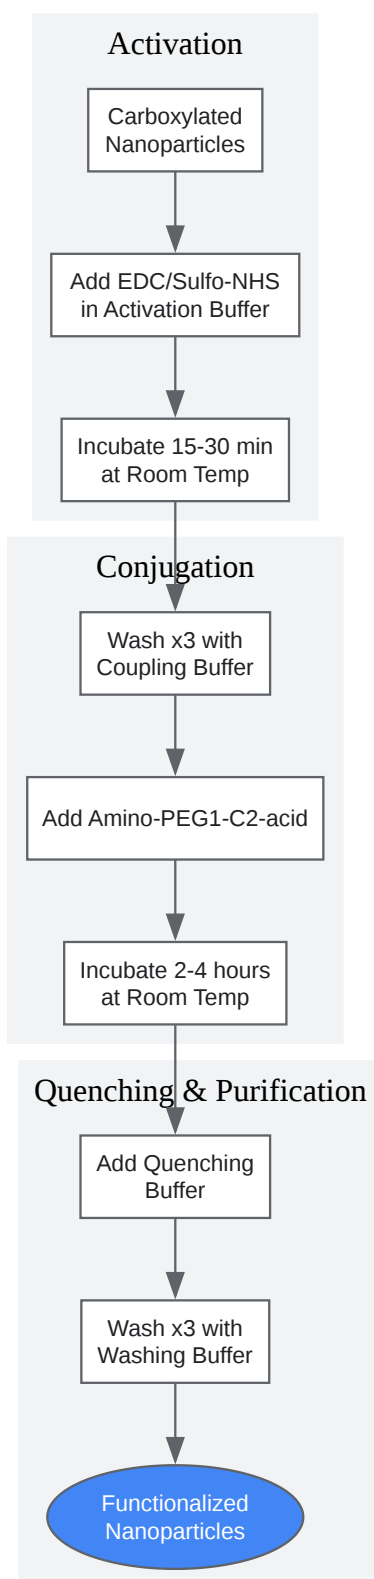 Activation
Carboxylated
Nanoparticles
Add EDC/Sulfo-NHS
in Activation Buffer
Incubate 15-30 min
at Room Temp
Conjugation
Wash x3 with
Coupling Buffer
Add Amino-PEG1-C2-acid
Incubate 2-4 hours
at Room Temp
Quenching & Purification
Add Quenching
Buffer
Wash x3 with
Washing Buffer
Functionalized
Nanoparticles